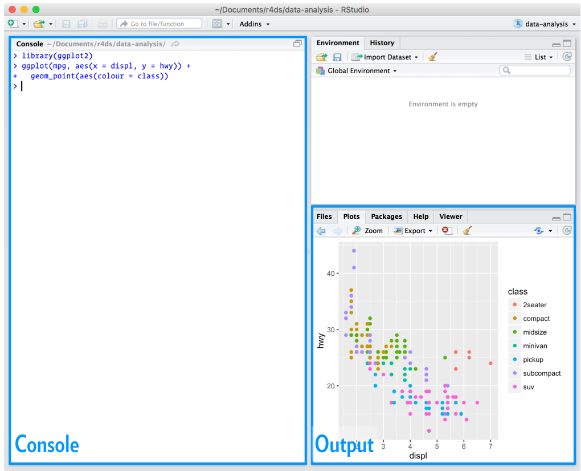 ~/Documents/r4ds/data-analysis - RStudio
Go to file/function
Addins
data-analysis
Console ~/Documents/r4ds/data-analysis/
> library(ggplot2)
> ggplot(mpg, aes(x = displ, y = hwy)) +
+   geom_point(aes(colour = class))
>
Console
Environment History
Import Dataset List
Global Environment
Environment is empty
Files Plots Packages Help Viewer
Zoom Export
hwy
40
30
20
2 3 4 5 6 7
displ
class
2seater
compact
midsize
minivan
pickup
subcompact
suv
Output